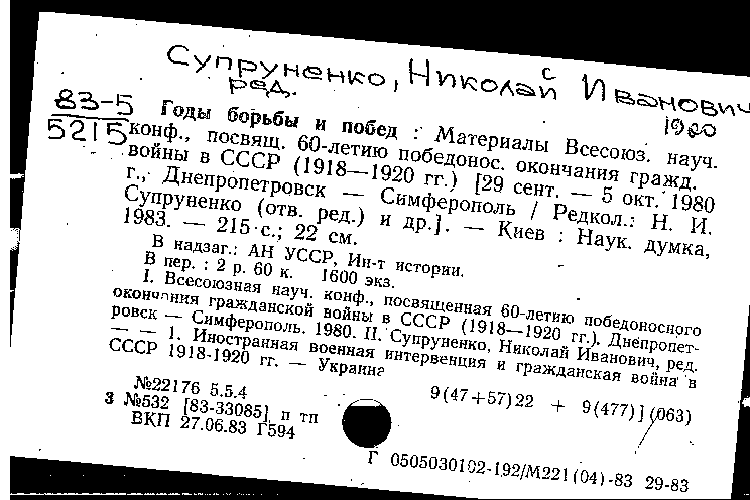 Супруненко, Николай Иванович
ред.
с
1980
83-5
5215
Годы борьбы и побед : Материалы Всесоюз. науч.
конф., посвящ. 60-летию победонос. окончания гражд.
войны в СССР (1918—1920 гг.) [29 сент. — 5 окт. 1980
г., Днепропетровск — Симферополь / Редкол.: Н. И.
Супруненко (отв. ред.) и др.]. — Киев : Наук. думка,
1983. — 215 с.; 22 см.
В надзаг.: АН УССР, Ин-т истории.
В пер. : 2 р. 60 к. 1600 экз.
I. Всесоюзная науч. конф., посвященная 60-летию победоносного
окончания гражданской войны в СССР (1918—1920 гг.). Днепропет-
ровск — Симферополь. 1980. II. Супруненко, Николай Иванович, ред.
— — 1. Иностранная военная интервенция и гражданская война в
СССР 1918-1920 гг. — Украина
№22176 5.5.4
9(47+57)22 + 9(477)](063)
3 №532 [83-33085] п тп
ВКП 27.06.83 Г594
Г 0505030102-192/М221(04)-83 29-83